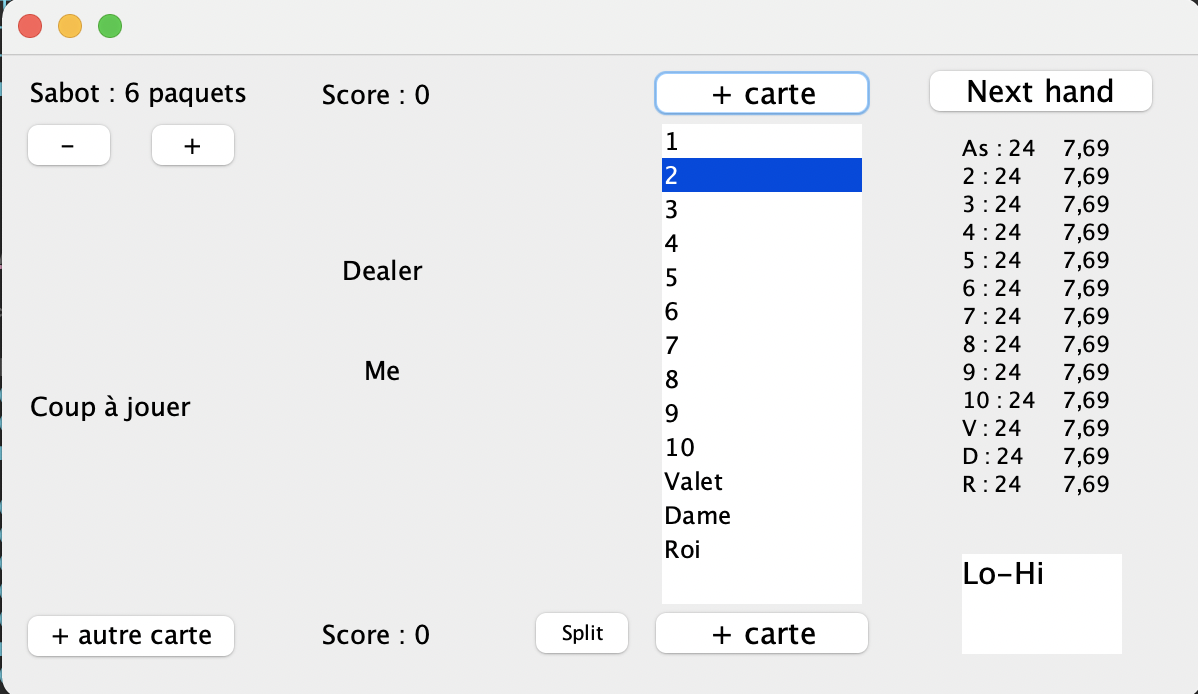 Sabot : 6 paquets
Score : 0
+ carte
Next hand
-
+
1
2
3
4
5
6
7
8
9
10
Valet
Dame
Roi
As : 24 7,69
2 : 24 7,69
3 : 24 7,69
4 : 24 7,69
5 : 24 7,69
6 : 24 7,69
7 : 24 7,69
8 : 24 7,69
9 : 24 7,69
10 : 24 7,69
V : 24 7,69
D : 24 7,69
R : 24 7,69
Dealer
Me
Coup à jouer
Lo-Hi
+ autre carte
Score : 0
Split
+ carte